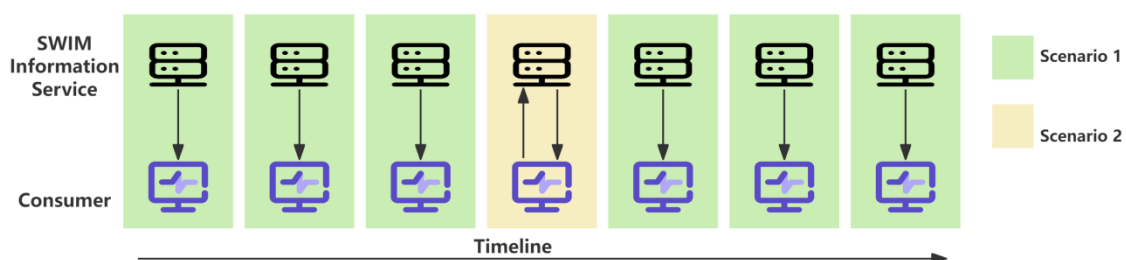 SWIM
Information
Service
Consumer
Timeline
Scenario 1
Scenario 2